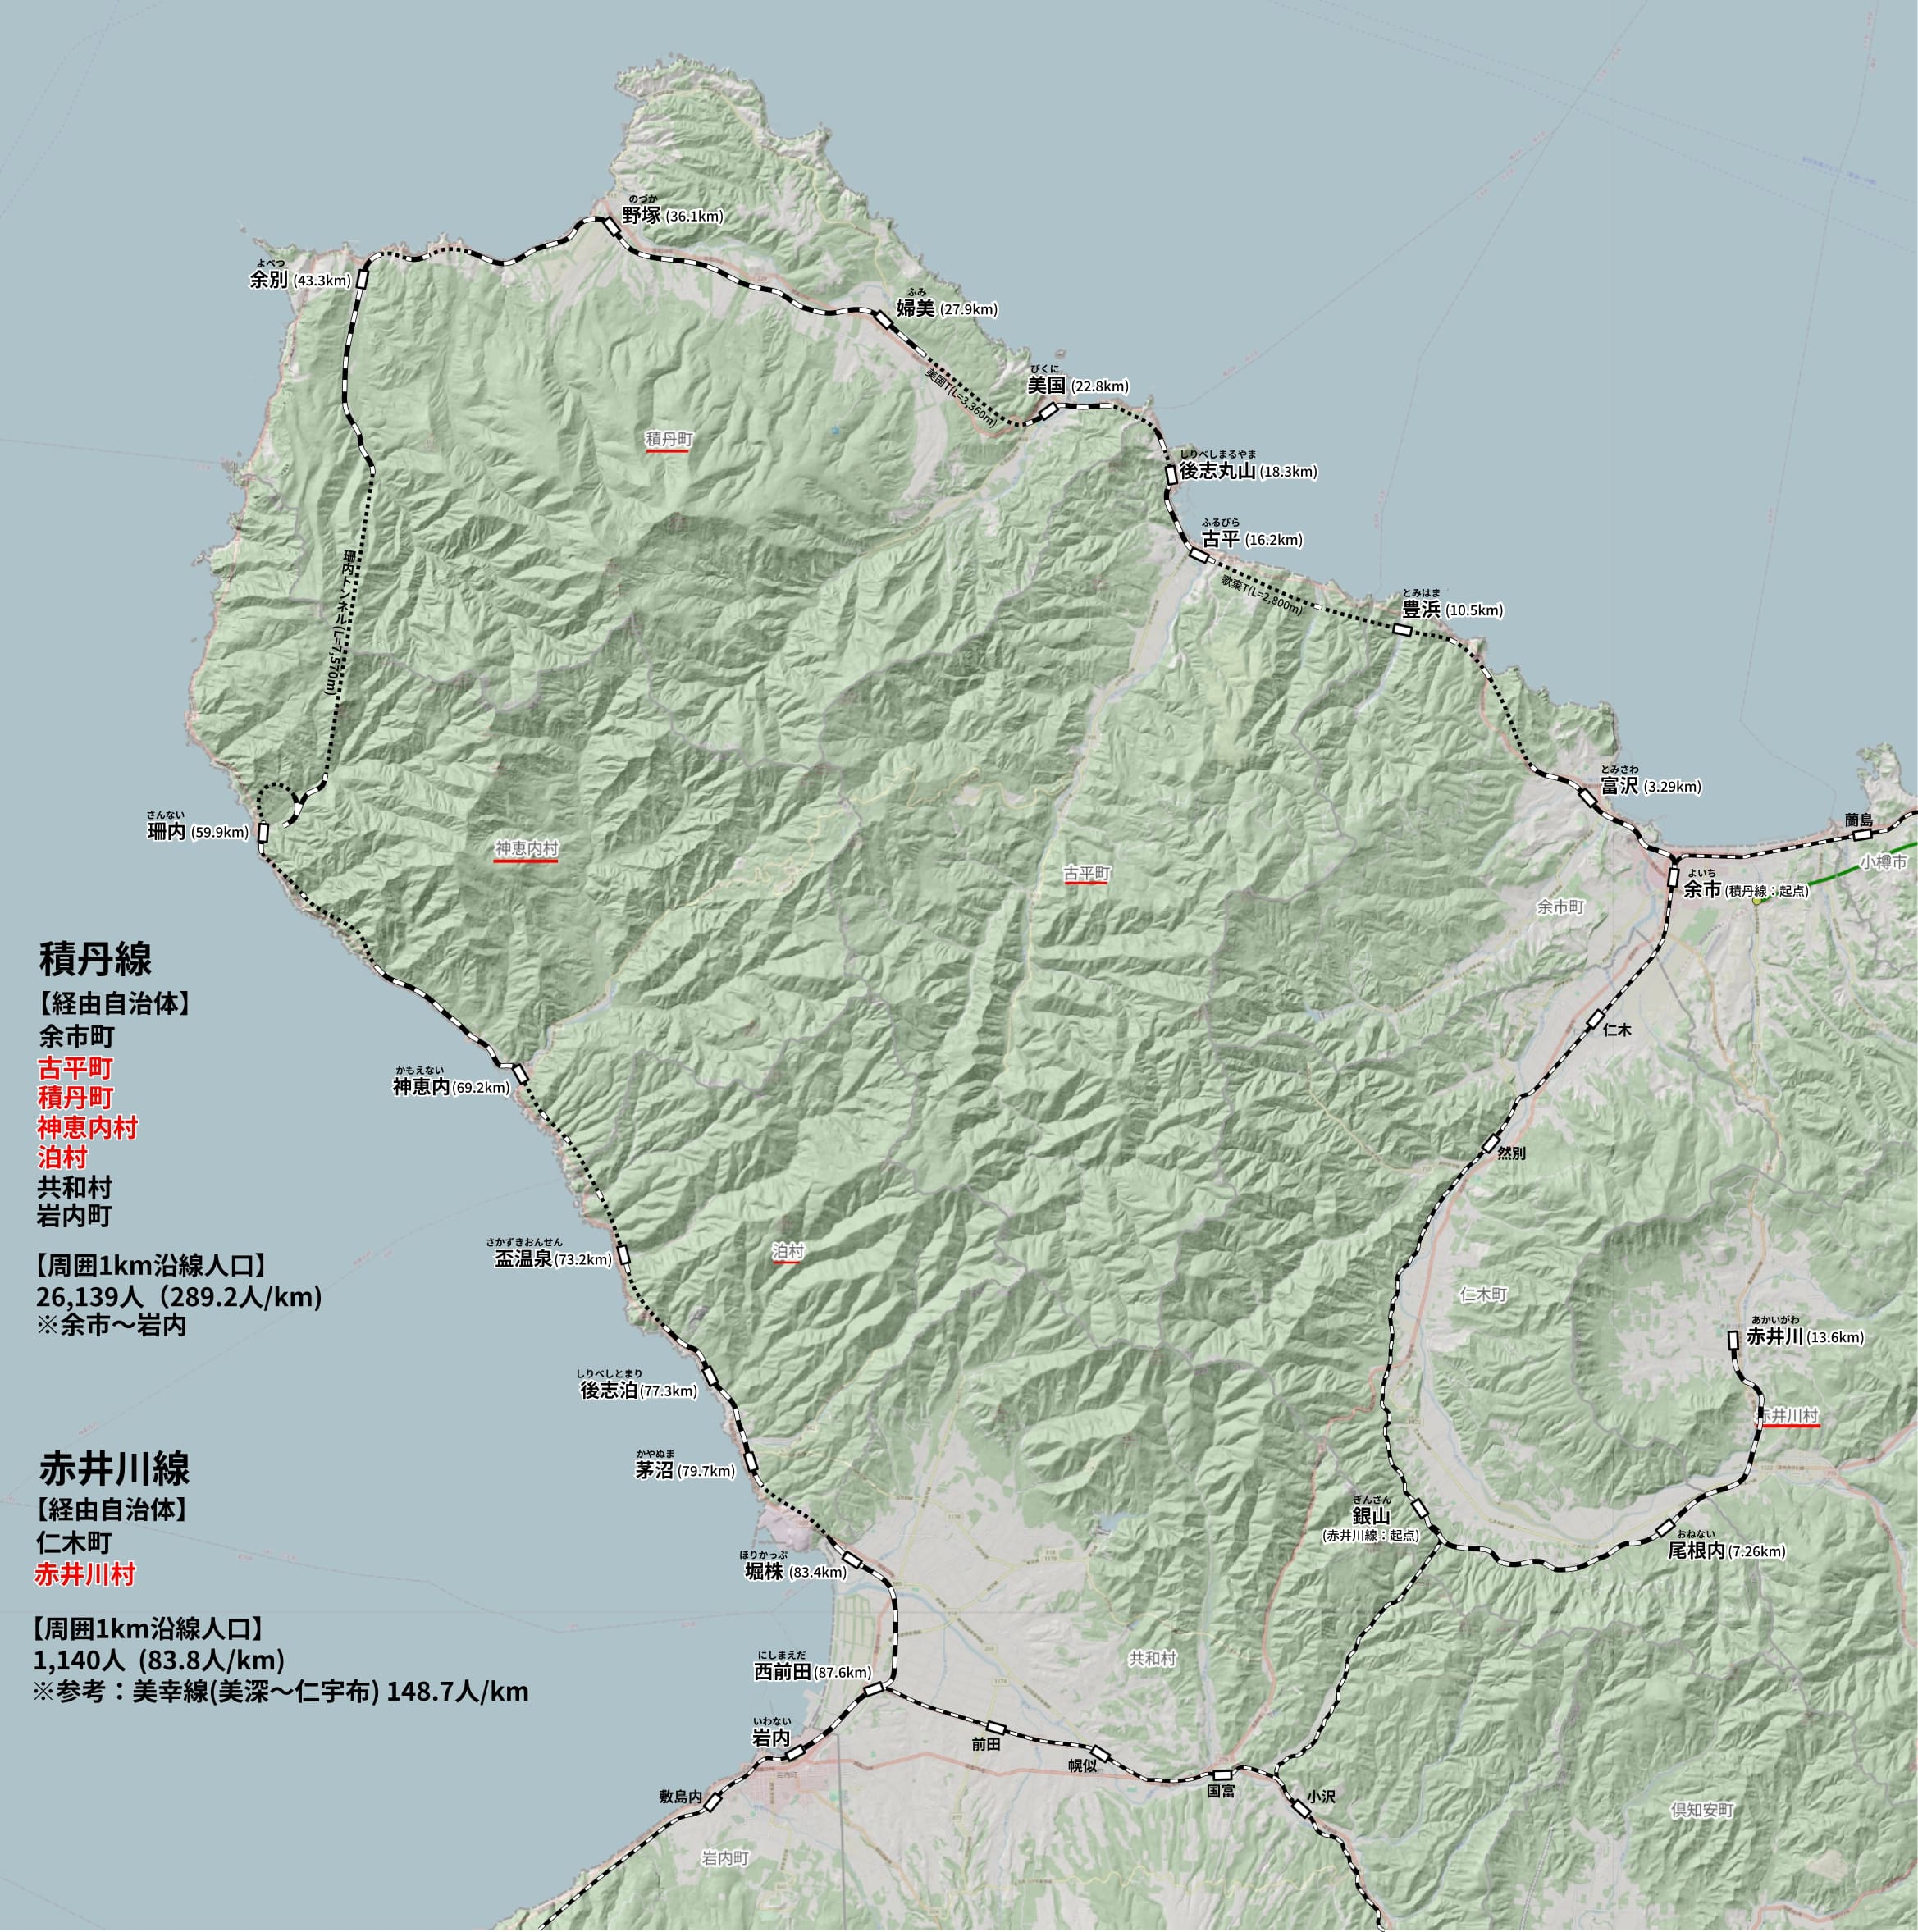 のづか
野塚 (36.1km)
よべつ
余別 (43.3km)
ふみ
婦美 (27.9km)
美国T(L=3,360m)
びくに
美国 (22.8km)
積丹町
しりべしまるやま
後志丸山 (18.3km)
ふるびら
古平 (16.2km)
歌棄T(L=2,800m)
とみはま
豊浜 (10.5km)
珊内トンネル(L=7,570m)
とみさわ
富沢 (3.29km)
さんない
珊内 (59.9km)
蘭島
小樽市
神恵内村
古平町
よいち
余市 (積丹線：起点)
余市町
積丹線
【経由自治体】
余市町
古平町
積丹町
神恵内村
泊村
共和村
岩内町
【周囲1km沿線人口】
26,139人（289.2人/km)
※余市〜岩内
仁木
かもえない
神恵内(69.2km)
然別
さかずきおんせん
盃温泉(73.2km)
泊村
仁木町
あかいがわ
赤井川(13.6km)
しりべしとまり
後志泊(77.3km)
赤井川村
かやぬま
茅沼 (79.7km)
赤井川線
【経由自治体】
仁木町
赤井川村
【周囲1km沿線人口】
1,140人 (83.8人/km)
※参考：美幸線(美深〜仁宇布) 148.7人/km
ぎんざん
銀山
(赤井川線：起点)
おねない
尾根内(7.26km)
ほりかっぷ
堀株 (83.4km)
共和村
にしまえだ
西前田(87.6km)
いわない
岩内
前田
幌似
国富
小沢
敷島内
倶知安町
岩内町